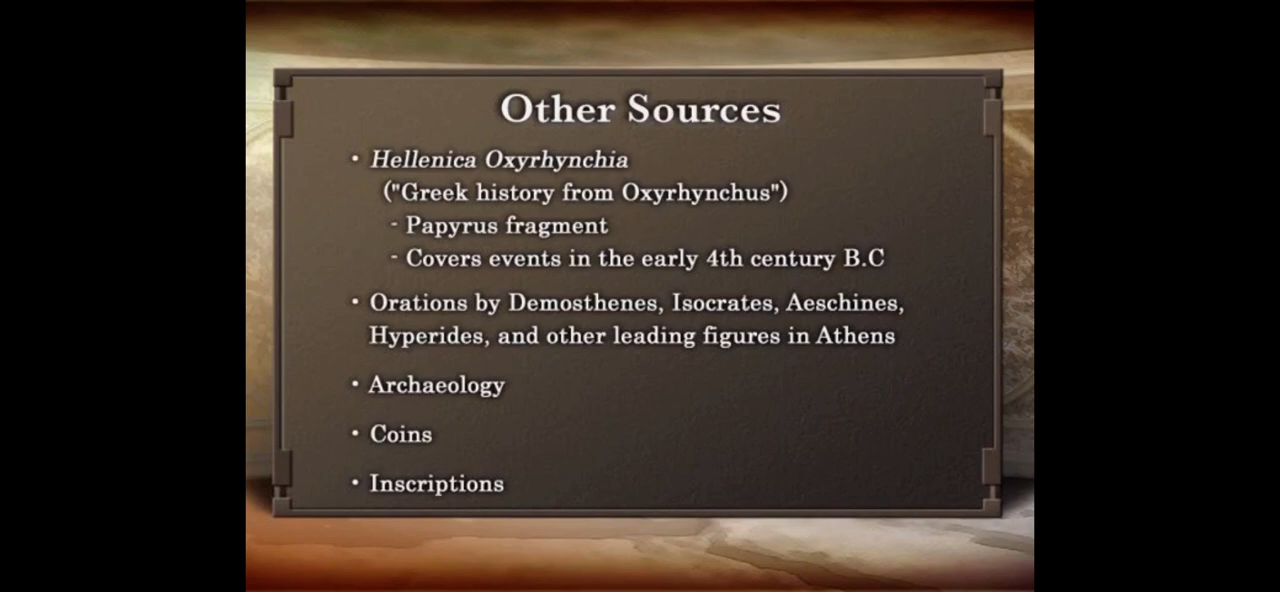 Other Sources
• Hellenica Oxyrhynchia
("Greek history from Oxyrhynchus")
- Papyrus fragment
- Covers events in the early 4th century B.C
• Orations by Demosthenes, Isocrates, Aeschines,
Hyperides, and other leading figures in Athens
• Archaeology
• Coins
• Inscriptions